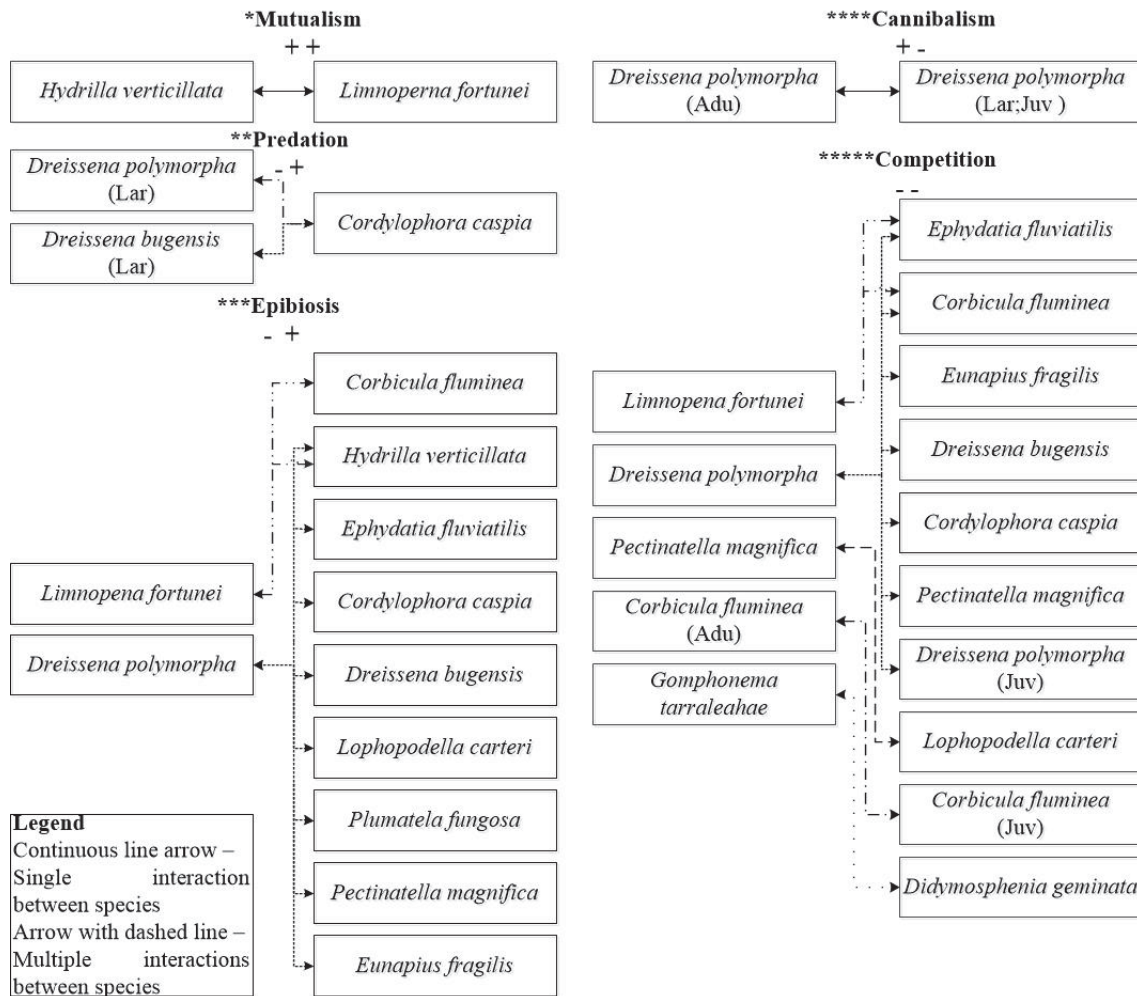 *Mutualism
+ +
Hydrilla verticillata
Limnoperna fortunei
**Predation
- +
Dreissena polymorpha
(Lar)
Dreissena bugensis
(Lar)
Cordylophora caspia
***Epibiosis
- +
Corbicula fluminea
Hydrilla verticillata
Ephydatia fluviatilis
Limnopena fortunei
Cordylophora caspia
Dreissena polymorpha
Dreissena bugensis
Lophopodella carteri
Plumatela fungosa
Pectinatella magnifica
Eunapius fragilis
Legend
Continuous line arrow –
Single interaction
between species
Arrow with dashed line –
Multiple interactions
between species
****Cannibalism
+ -
Dreissena polymorpha
(Adu)
Dreissena polymorpha
(Lar;Juv )
*****Competition
- -
Ephydatia fluviatilis
Corbicula fluminea
Eunapius fragilis
Limnopena fortunei
Dreissena bugensis
Dreissena polymorpha
Cordylophora caspia
Pectinatella magnifica
Pectinatella magnifica
Corbicula fluminea
(Adu)
Dreissena polymorpha
(Juv)
Gomphonema
tarraleahae
Lophopodella carteri
Corbicula fluminea
(Juv)
Didymosphenia geminata